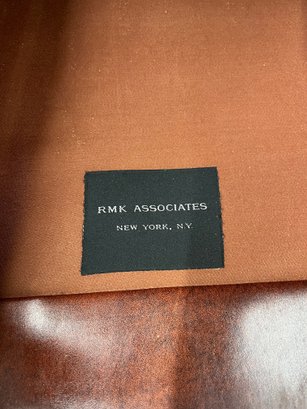 RMK ASSOCIATES
NEW YORK, N.Y.